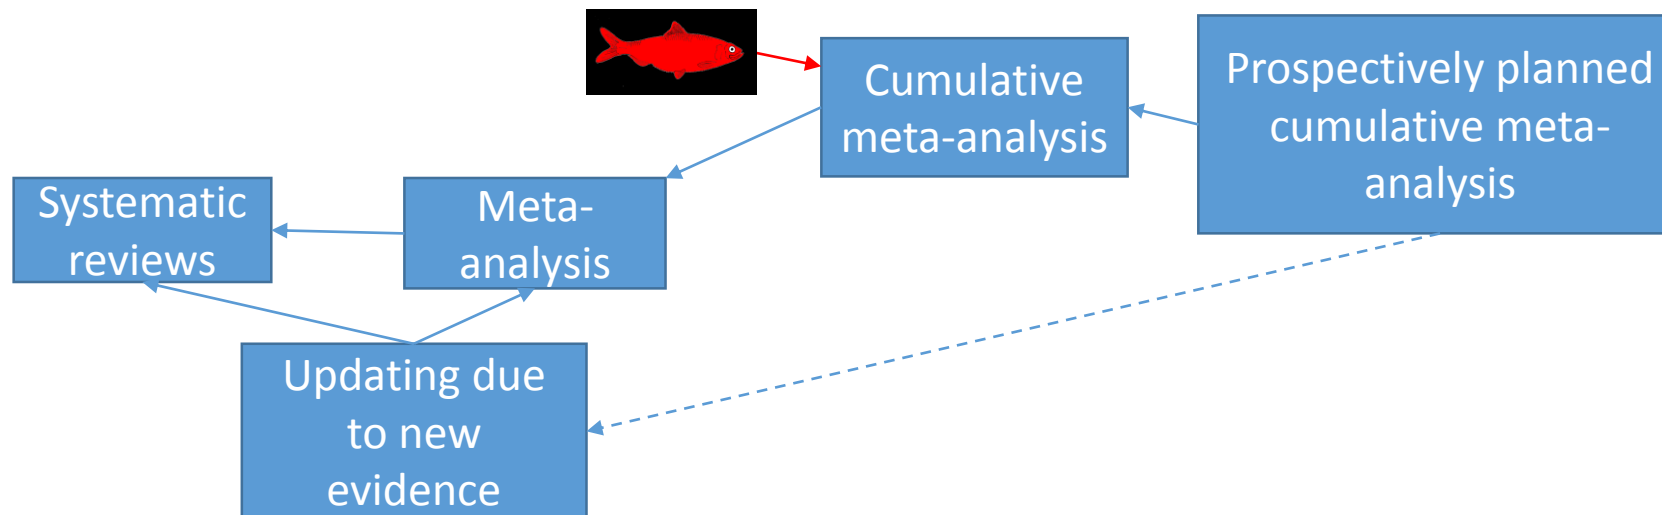 Cumulative
meta-analysis
Prospectively planned
cumulative meta-
analysis
Systematic
reviews
Meta-
analysis
Updating due
to new
evidence